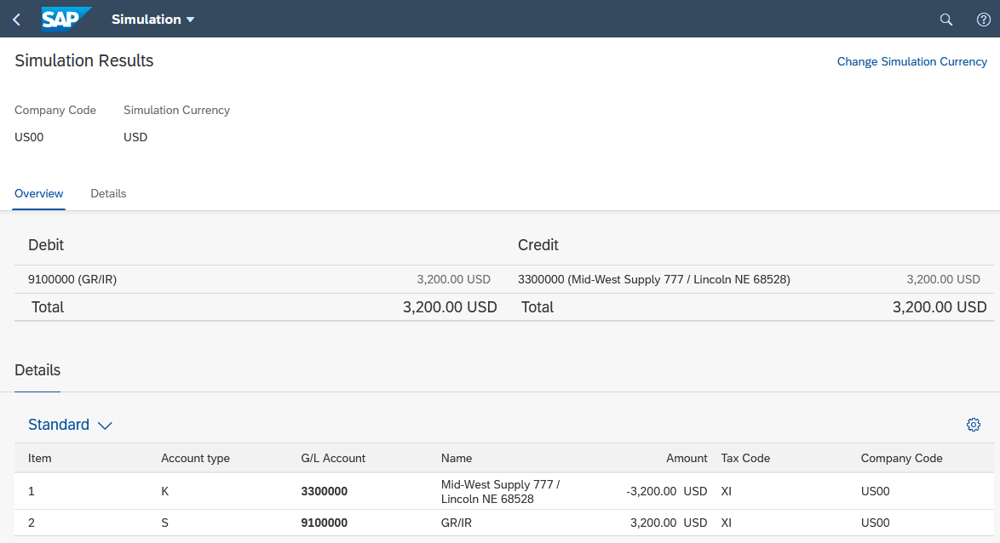 SAP Simulation
Simulation Results
Change Simulation Currency
Company Code Simulation Currency
US00 USD
Overview Details
Debit Credit
9100000 (GR/IR) 3,200.00 USD 3300000 (Mid-West Supply 777 / Lincoln NE 68528) 3,200.00 USD
Total 3,200.00 USD Total 3,200.00 USD
Details
Standard
Item Account type G/L Account Name Amount Tax Code Company Code
1 K 3300000 Mid-West Supply 777 / -3,200.00 USD XI US00
Lincoln NE 68528
2 S 9100000 GR/IR 3,200.00 USD XI US00